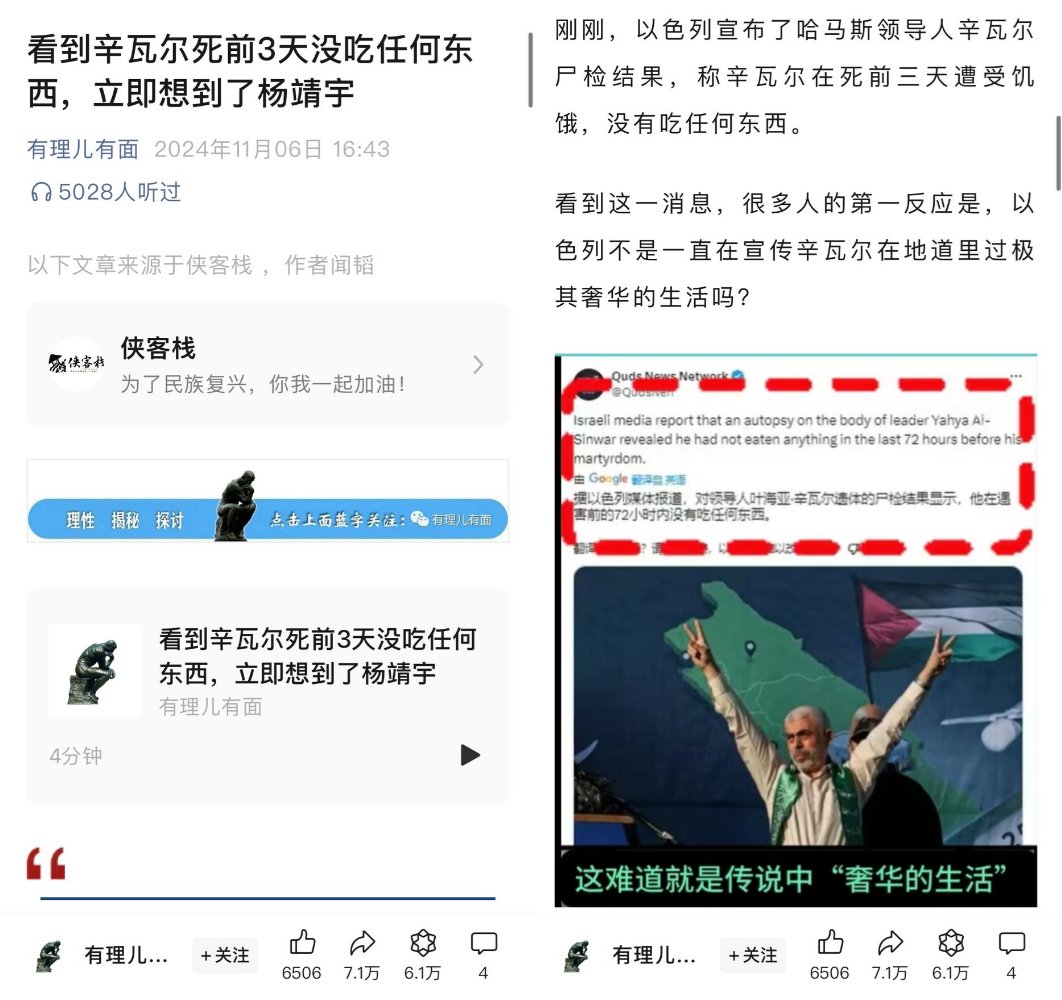 看到辛瓦尔死前3天没吃任何东
西，立即想到了杨靖宇
有理儿有面 2024年11月06日 16:43
5028人听过
以下文章来源于侠客栈 ，作者闻韬
侠客栈
侠客栈
为了民族复兴，你我一起加油！
理性 揭秘 探讨
点击上面蓝字关注：
有理儿有面
看到辛瓦尔死前3天没吃任何
东西，立即想到了杨靖宇
有理儿有面
4分钟
“
有理儿... +关注 6506 7.1万 6.1万 4
刚刚，以色列宣布了哈马斯领导人辛瓦尔
尸检结果，称辛瓦尔在死前三天遭受饥
饿，没有吃任何东西。
看到这一消息，很多人的第一反应是，以
色列不是一直在宣传辛瓦尔在地道里过极
其奢华的生活吗？
Quds News Network
@QudsNen
Israeli media report that an autopsy on the body of leader Yahya Al-
Sinwar revealed he had not eaten anything in the last 72 hours before his
martyrdom.
由 Google 翻译自 英语
据以色列媒体报道，对领导人叶海亚·辛瓦尔遗体的尸检结果显示，他在遇
害前的72小时内没有吃任何东西。
这难道就是传说中“奢华的生活”
有理儿... +关注 6506 7.1万 6.1万 4